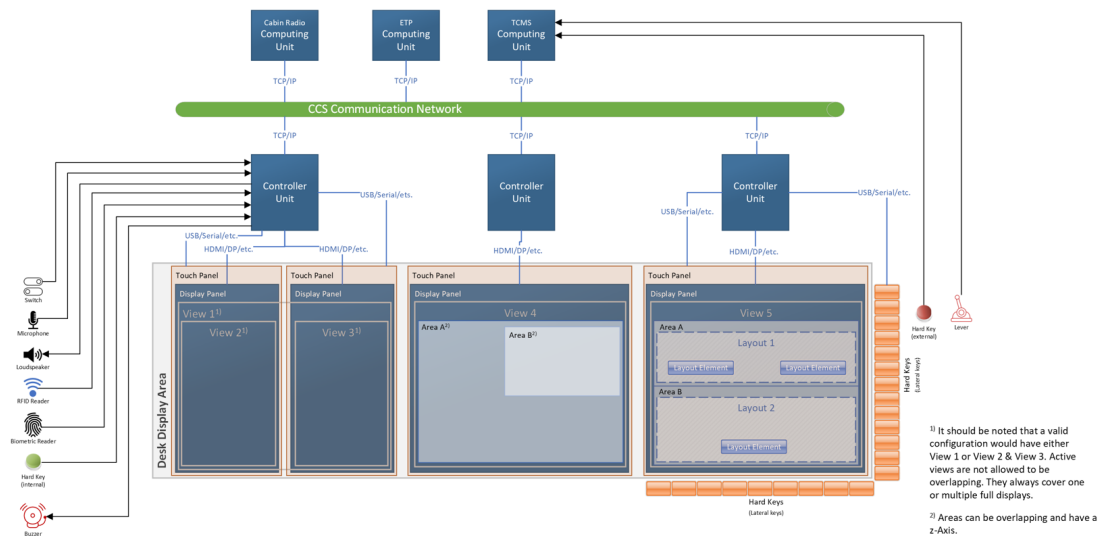 Cabin Radio
Computing
Unit
ETP
Computing
Unit
TCMS
Computing
Unit
TCP/IP
TCP/IP
TCP/IP
CCS Communication Network
TCP/IP
TCP/IP
TCP/IP
Controller
Unit
Controller
Unit
Controller
Unit
USB/Serial/ets.
USB/Serial/etc.
USB/Serial/etc.
USB/Serial/etc.
HDMI/DP/etc.
HDMI/DP/etc.
HDMI/DP/etc.
HDMI/DP/etc.
Switch
Microphone
Loudspeaker
RFID Reader
Biometric Reader
Hard Key
(internal)
Buzzer
Desk Display Area
Touch Panel
Display Panel
View 1¹⁾
View 2¹⁾
Touch Panel
Display Panel
View 3¹⁾
Touch Panel
Display Panel
View 4
Area A²⁾
Area B²⁾
Touch Panel
Display Panel
View 5
Area A
Layout 1
Layout Element
Layout Element
Area B
Layout 2
Layout Element
Hard Keys
(Lateral keys)
Hard Keys
(Lateral keys)
Hard Key
(external)
Lever
¹⁾ It should be noted that a valid
configuration would have either
View 1 or View 2 & View 3. Active
views are not allowed to be
overlapping. They always cover one
or multiple full displays.
²⁾ Areas can be overlapping and have a
z-Axis.